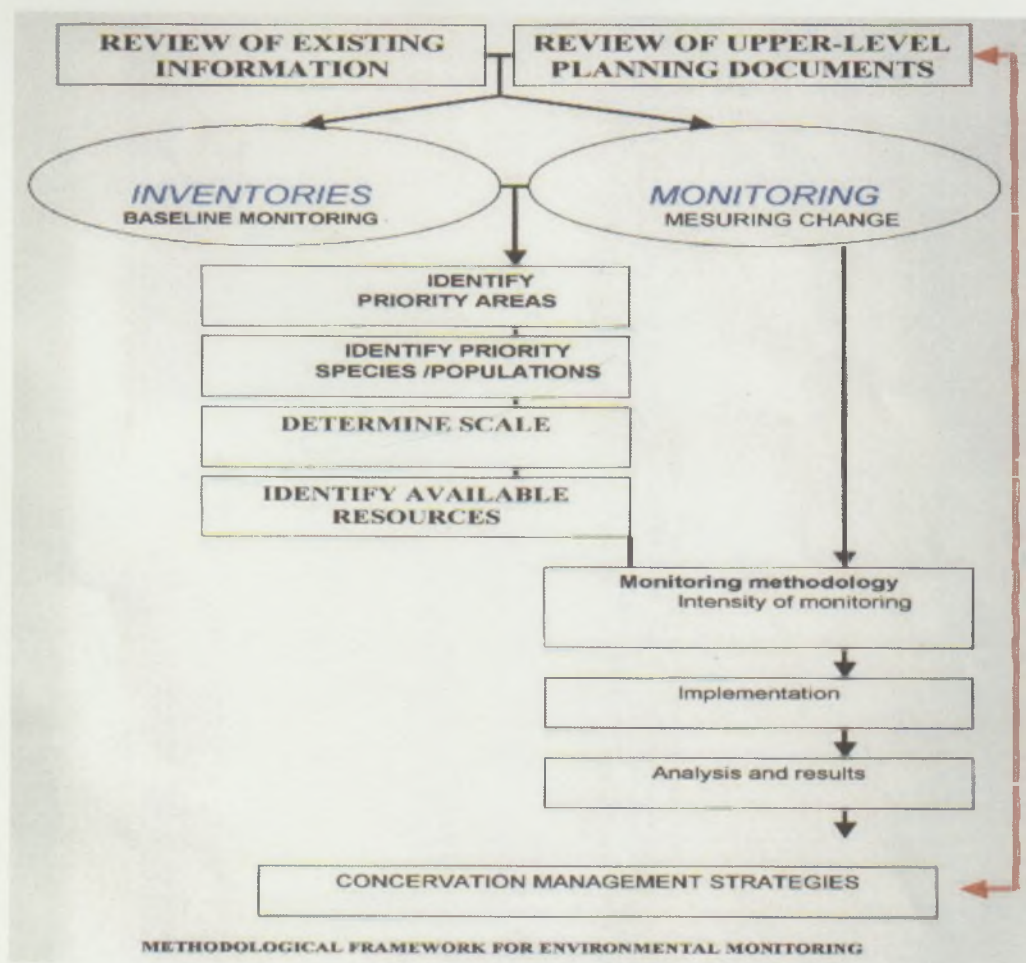 REVIEW OF EXISTING
INFORMATION
REVIEW OF UPPER-LEVEL
PLANNING DOCUMENTS
INVENTORIES
BASELINE MONITORING
MONITORING
MESURING CHANGE
IDENTIFY
PRIORITY AREAS
IDENTIFY PRIORITY
SPECIES /POPULATIONS
DETERMINE SCALE
IDENTIFY AVAILABLE
RESOURCES
Monitoring methodology
Intensity of monitoring
Implementation
Analysis and results
CONCERVATION MANAGEMENT STRATEGIES
METHODOLOGICAL FRAMEWORK FOR ENVIRONMENTAL MONITORING